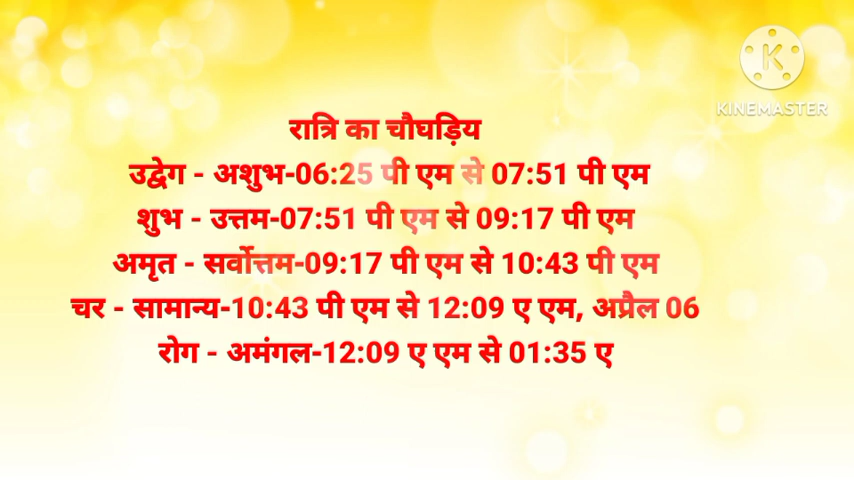 KINEMASTER
रात्रि का चौघड़िय
उद्वेग - अशुभ-06:25 पी एम से 07:51 पी एम
शुभ - उत्तम-07:51 पी एम से 09:17 पी एम
अमृत - सर्वोत्तम-09:17 पी एम से 10:43 पी एम
चर - सामान्य-10:43 पी एम से 12:09 ए एम, अप्रैल 06
रोग - अमंगल-12:09 ए एम से 01:35 ए